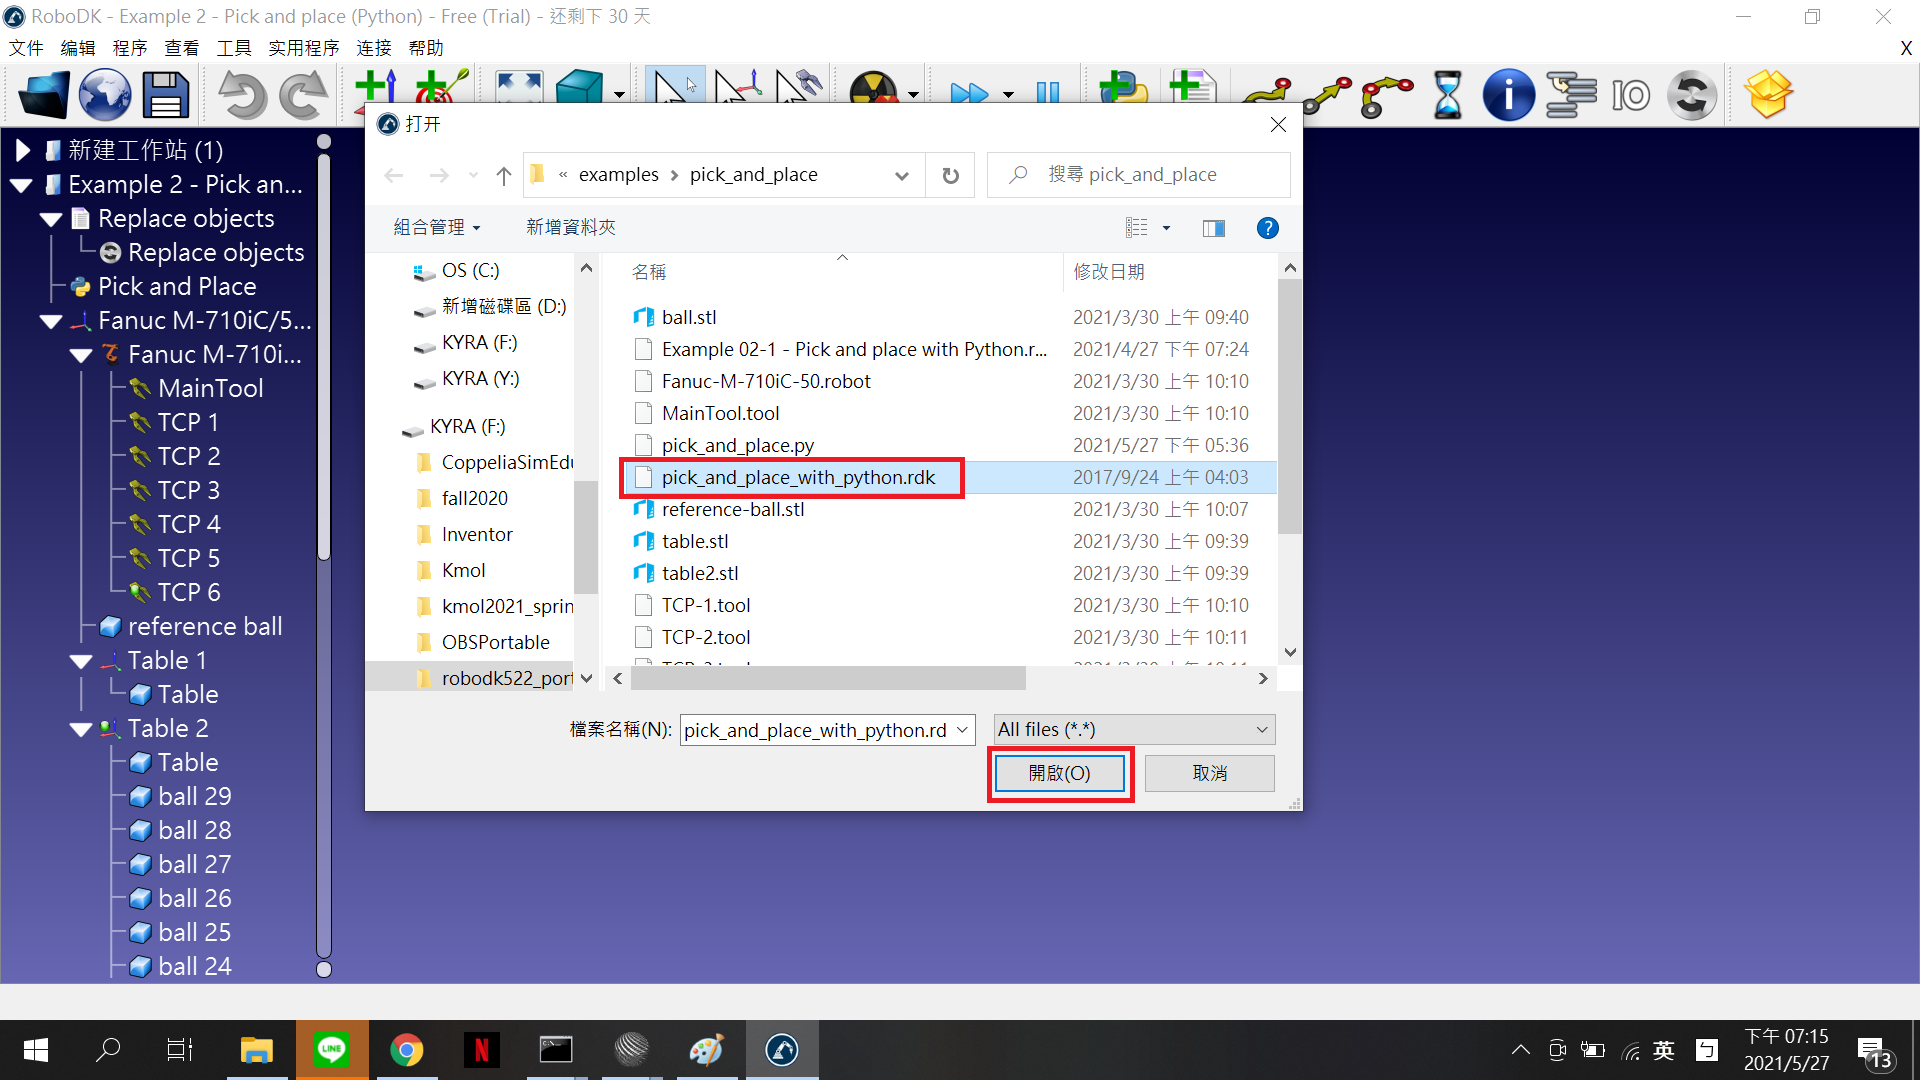 RoboDK - Example 2 - Pick and place (Python) - Free (Trial) - 还剩下 30 天
文件 编辑 程序 查看 工具 实用程序 连接 帮助 X
IO
新建工作站 (1)
Example 2 - Pick an...
Replace objects
Replace objects
Pick and Place
Fanuc M-710iC/5...
Fanuc M-710i...
MainTool
TCP 1
TCP 2
TCP 3
TCP 4
TCP 5
TCP 6
reference ball
Table 1
Table
Table 2
Table
ball 29
ball 28
ball 27
ball 26
ball 25
ball 24
打开
« examples › pick_and_place
搜尋 pick_and_place
組合管理 新增資料夾
OS (C:)
新增磁碟區 (D:)
KYRA (F:)
KYRA (Y:)
KYRA (F:)
CoppeliaSimEdu
fall2020
Inventor
Kmol
kmol2021_sprin
OBSPortable
robodk522_port
名稱 修改日期
ball.stl 2021/3/30 上午 09:40
Example 02-1 - Pick and place with Python.r... 2021/4/27 下午 07:24
Fanuc-M-710iC-50.robot 2021/3/30 上午 10:10
MainTool.tool 2021/3/30 上午 10:10
pick_and_place.py 2021/5/27 下午 05:36
pick_and_place_with_python.rdk 2017/9/24 上午 04:03
reference-ball.stl 2021/3/30 上午 10:07
table.stl 2021/3/30 上午 09:39
table2.stl 2021/3/30 上午 09:39
TCP-1.tool 2021/3/30 上午 10:10
TCP-2.tool 2021/3/30 上午 10:11
檔案名稱(N): pick_and_place_with_python.rd All files (*.*)
開啟(O) 取消
LINE
N
英
下午 07:15
2021/5/27
13